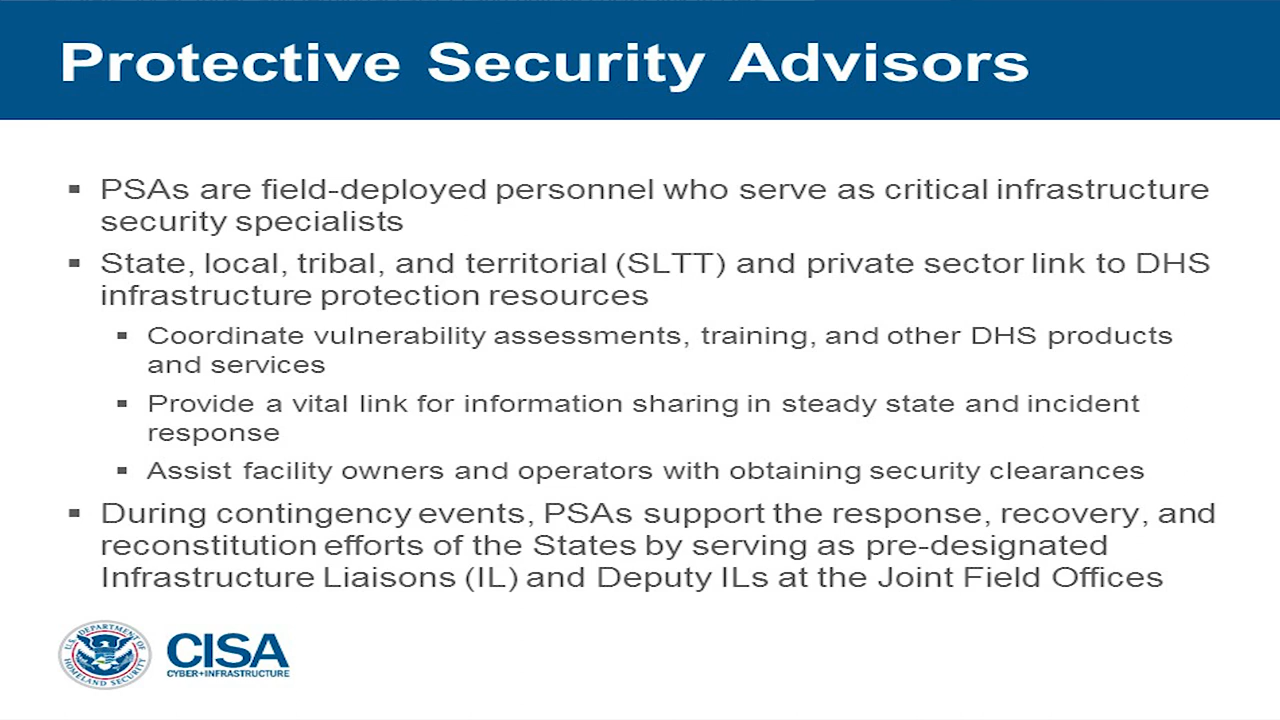 Protective Security Advisors
▪ PSAs are field-deployed personnel who serve as critical infrastructure
security specialists
▪ State, local, tribal, and territorial (SLTT) and private sector link to DHS
infrastructure protection resources
▪ Coordinate vulnerability assessments, training, and other DHS products
and services
▪ Provide a vital link for information sharing in steady state and incident
response
▪ Assist facility owners and operators with obtaining security clearances
▪ During contingency events, PSAs support the response, recovery, and
reconstitution efforts of the States by serving as pre-designated
Infrastructure Liaisons (IL) and Deputy ILs at the Joint Field Offices
U.S. DEPARTMENT OF
HOMELAND SECURITY
CISA
CYBER+INFRASTRUCTURE